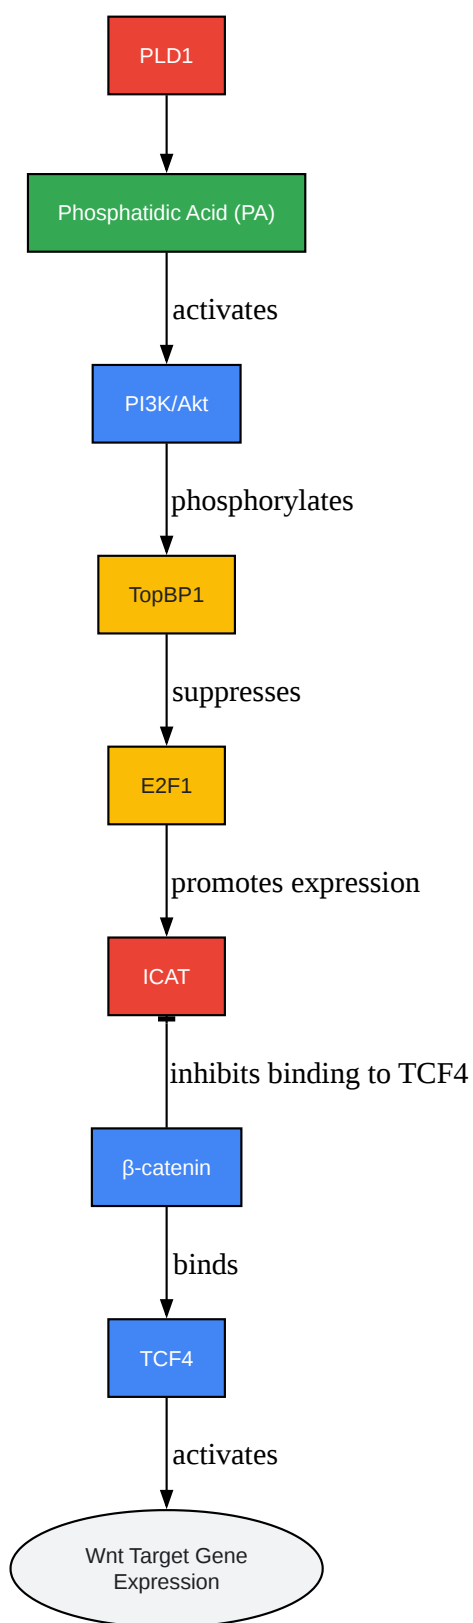 PLD1
Phosphatidic Acid (PA)
activates
PI3K/Akt
phosphorylates
TopBP1
suppresses
E2F1
promotes expression
ICAT
inhibits binding to TCF4
β-catenin
binds
TCF4
activates
Wnt Target Gene
Expression